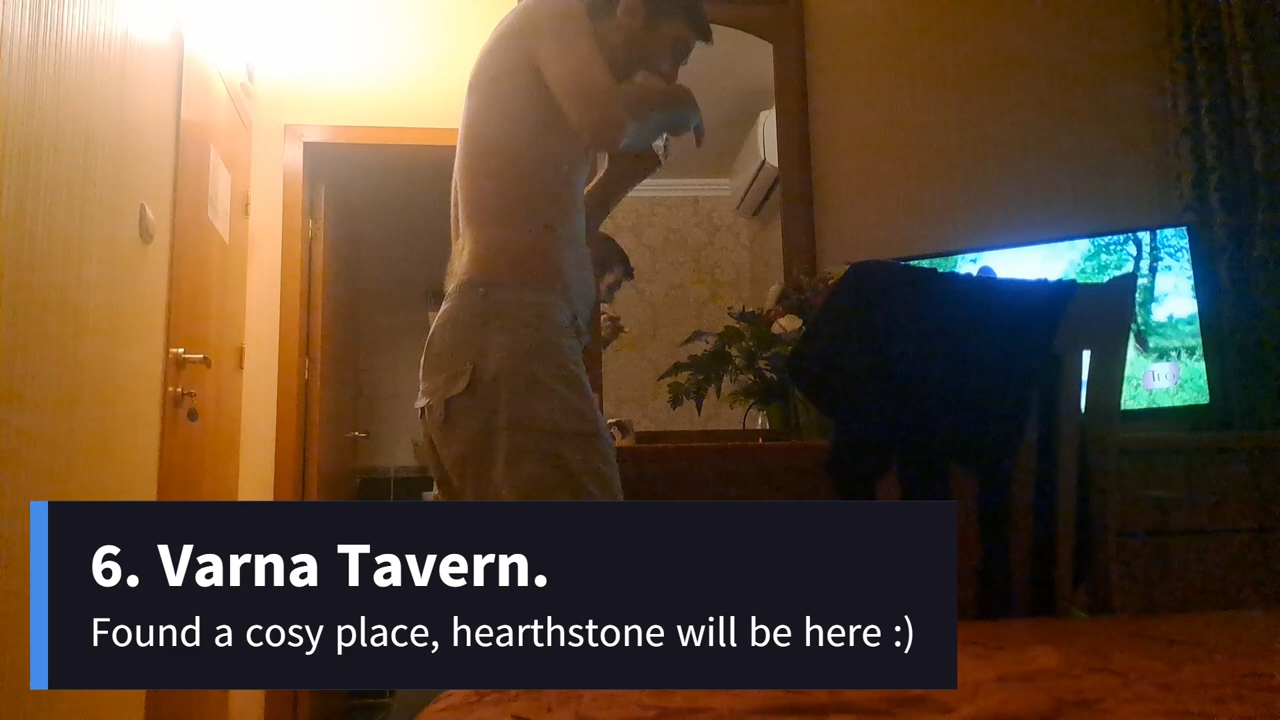 6. Varna Tavern.
Found a cosy place, hearthstone will be here :)